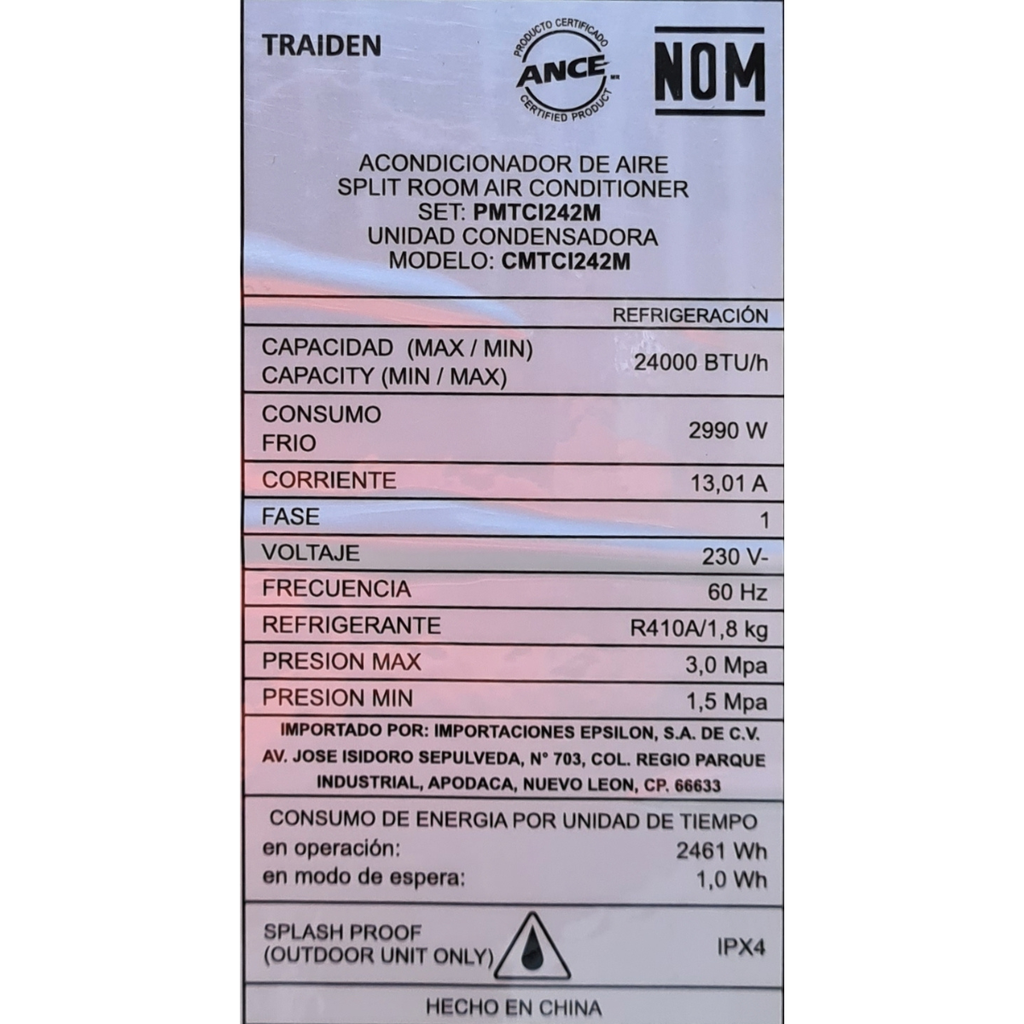 TRAIDEN
PRODUCTO CERTIFICADO
ANCE
CERTIFIED PRODUCT
NOM
ACONDICIONADOR DE AIRE
SPLIT ROOM AIR CONDITIONER
SET: PMTCI242M
UNIDAD CONDENSADORA
MODELO: CMTCI242M
REFRIGERACIÓN
CAPACIDAD (MAX / MIN)
CAPACITY (MIN / MAX)
24000 BTU/h
CONSUMO
FRIO
2990 W
CORRIENTE 13,01 A
FASE 1
VOLTAJE 230 V-
FRECUENCIA 60 Hz
REFRIGERANTE R410A/1,8 kg
PRESION MAX 3,0 Mpa
PRESION MIN 1,5 Mpa
IMPORTADO POR: IMPORTACIONES EPSILON, S.A. DE C.V.
AV. JOSE ISIDORO SEPULVEDA, N° 703, COL. REGIO PARQUE
INDUSTRIAL, APODACA, NUEVO LEON, CP. 66633
CONSUMO DE ENERGIA POR UNIDAD DE TIEMPO
en operación: 2461 Wh
en modo de espera: 1,0 Wh
SPLASH PROOF
(OUTDOOR UNIT ONLY)
IPX4
HECHO EN CHINA